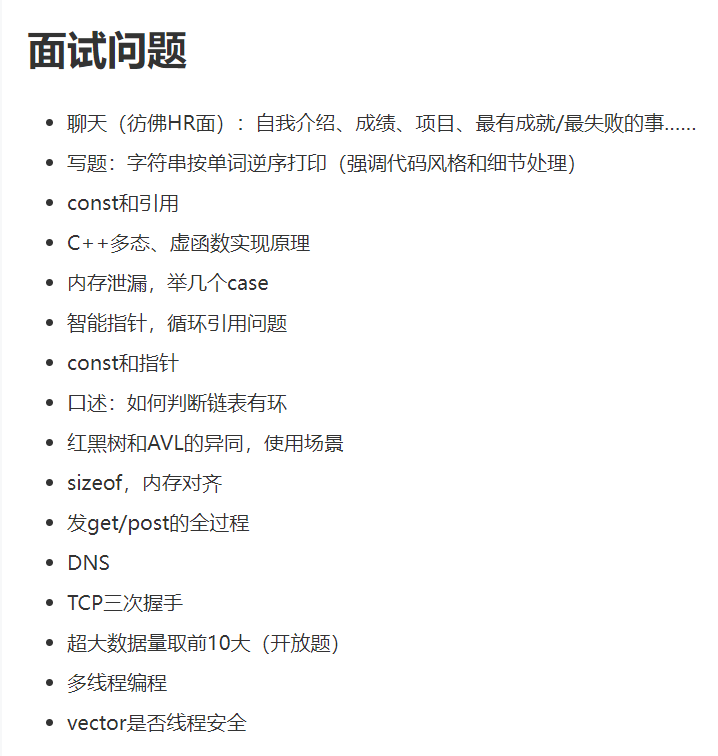 面试问题
聊天（彷佛HR面）：自我介绍、成绩、项目、最有成就/最失败的事……
写题：字符串按单词逆序打印（强调代码风格和细节处理）
const和引用
C++多态、虚函数实现原理
内存泄漏，举几个case
智能指针，循环引用问题
const和指针
口述：如何判断链表有环
红黑树和AVL的异同，使用场景
sizeof，内存对齐
发get/post的全过程
DNS
TCP三次握手
超大数据量取前10大（开放题）
多线程编程
vector是否线程安全